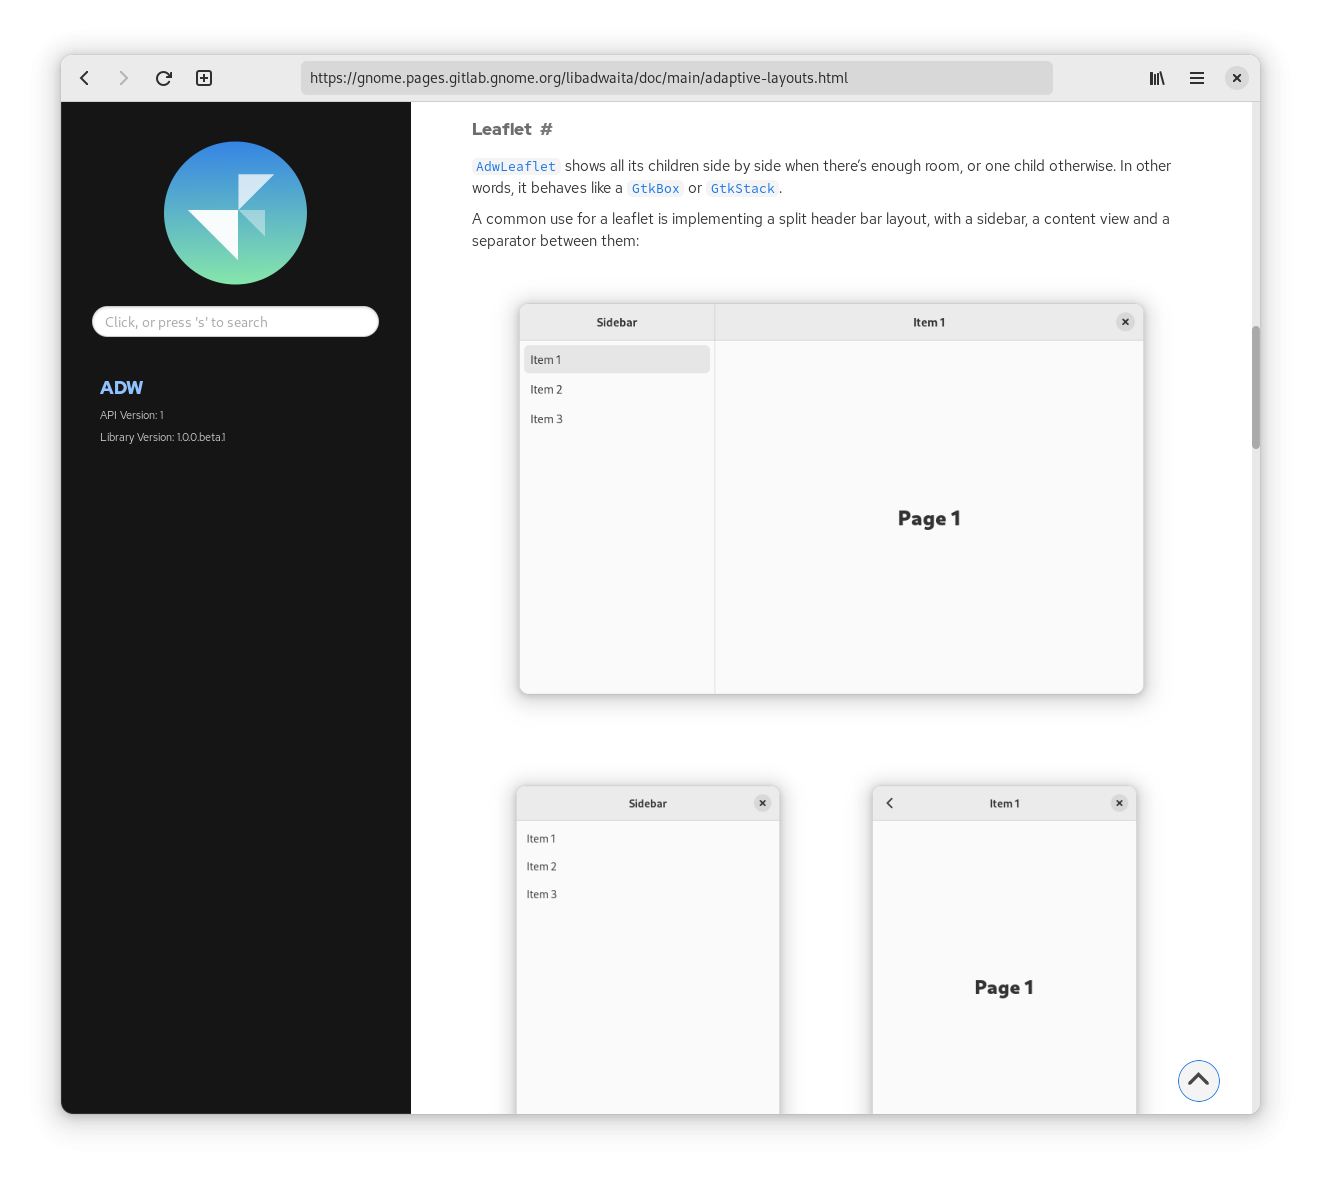 https://gnome.pages.gitlab.gnome.org/libadwaita/doc/main/adaptive-layouts.html
Click, or press 's' to search
ADW
API Version: 1
Library Version: 1.0.0.beta.1
Leaflet #
AdwLeaflet shows all its children side by side when there’s enough room, or one child otherwise. In other
words, it behaves like a GtkBox or GtkStack.
A common use for a leaflet is implementing a split header bar layout, with a sidebar, a content view and a
separator between them:
Sidebar
Item 1
Item 1
Item 2
Item 3
Page 1
Sidebar
Item 1
Item 2
Item 3
Item 1
Page 1